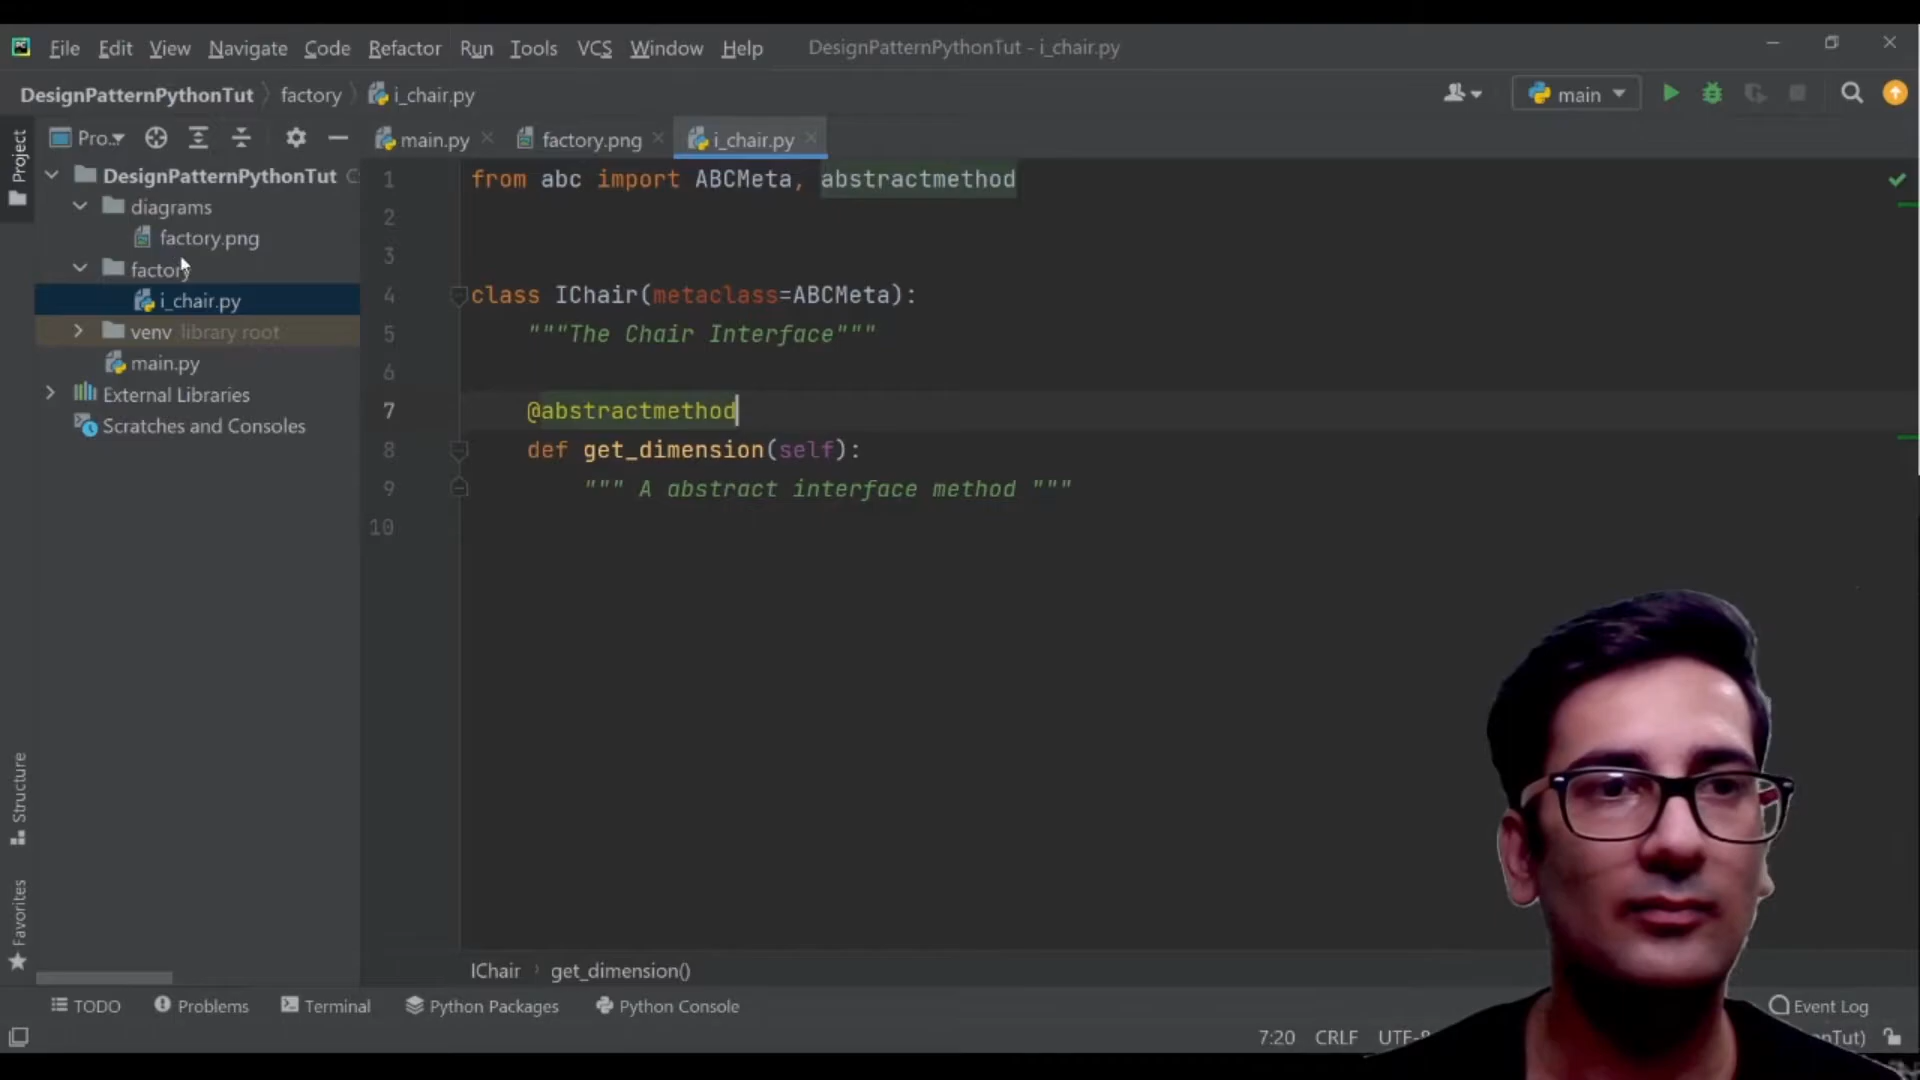 File Edit View Navigate Code Refactor Run Tools VCS Window Help DesignPatternPythonTut - i_chair.py
DesignPatternPythonTut factory i_chair.py main
Project
Pro...
main.py factory.png i_chair.py
DesignPatternPythonTut
diagrams
factory.png
factory
i_chair.py
venv library root
main.py
External Libraries
Scratches and Consoles
1 from abc import ABCMeta, abstractmethod
2
3
4 class IChair(metaclass=ABCMeta):
5 """The Chair Interface"""
6
7 @abstractmethod
8 def get_dimension(self):
9 """ A abstract interface method """
10
Structure
Favorites
IChair get_dimension()
TODO Problems Terminal Python Packages Python Console Event Log
7:20 CRLF UTF-8 onTut)